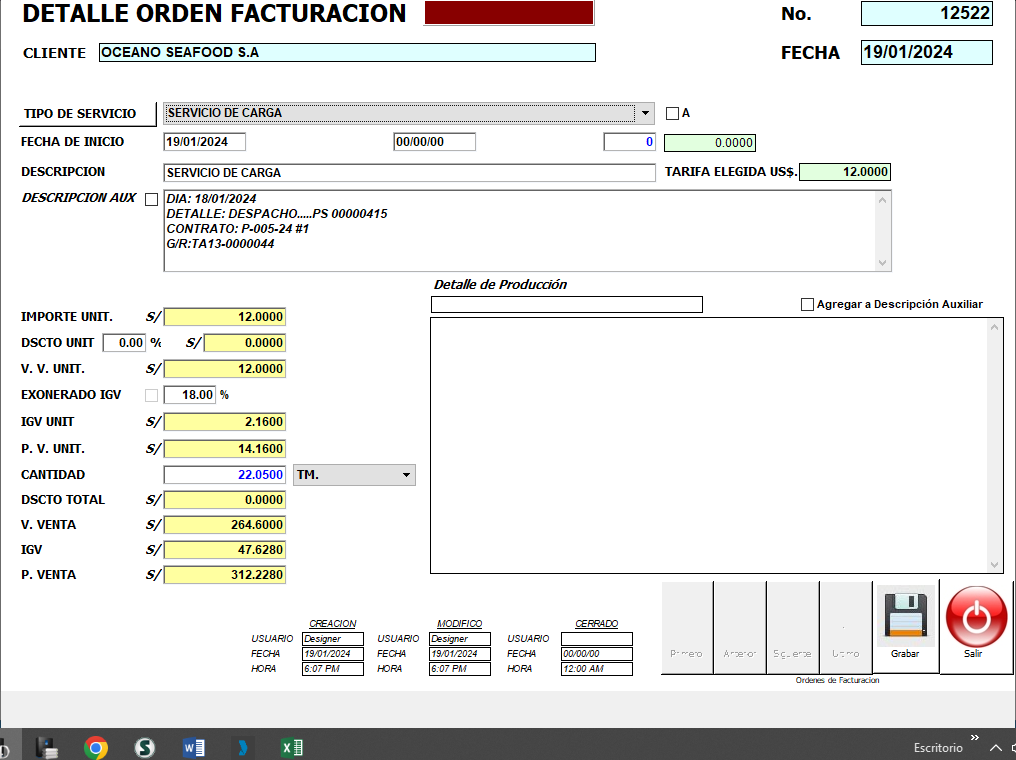 DETALLE ORDEN FACTURACION
No. 12522
CLIENTE OCEANO SEAFOOD S.A
FECHA 19/01/2024
TIPO DE SERVICIO SERVICIO DE CARGA A
FECHA DE INICIO 19/01/2024 00/00/00 0 0.0000
DESCRIPCION SERVICIO DE CARGA TARIFA ELEGIDA US$. 12.0000
DESCRIPCION AUX DIA: 18/01/2024
DETALLE: DESPACHO.....PS 00000415
CONTRATO: P-005-24 #1
G/R:TA13-0000044
Detalle de Producción
Agregar a Descripción Auxiliar
IMPORTE UNIT. S/ 12.0000
DSCTO UNIT 0.00 % S/ 0.0000
V. V. UNIT. S/ 12.0000
EXONERADO IGV 18.00 %
IGV UNIT S/ 2.1600
P. V. UNIT. S/ 14.1600
CANTIDAD 22.0500 TM.
DSCTO TOTAL S/ 0.0000
V. VENTA S/ 264.6000
IGV S/ 47.6280
P. VENTA S/ 312.2280
CREACION MODIFICO CERRADO
USUARIO Designer USUARIO Designer USUARIO
FECHA 19/01/2024 FECHA 19/01/2024 FECHA 00/00/00
HORA 6:07 PM HORA 6:07 PM HORA 12:00 AM
Primero Anterior Siguiente Ultimo Grabar Salir
Ordenes de Facturacion
Escritorio